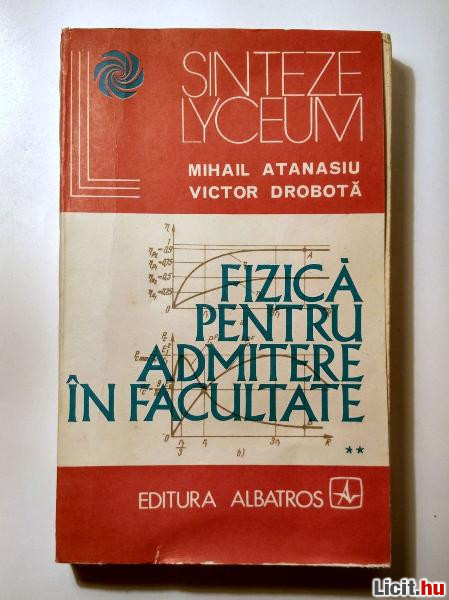 SINTEZE
LYCEUM
MIHAIL ATANASIU
VICTOR DROBOTĂ
FIZICĂ
PENTRU
ADMITERE
ÎN FACULTATE
**
EDITURA ALBATROS
Licit.hu